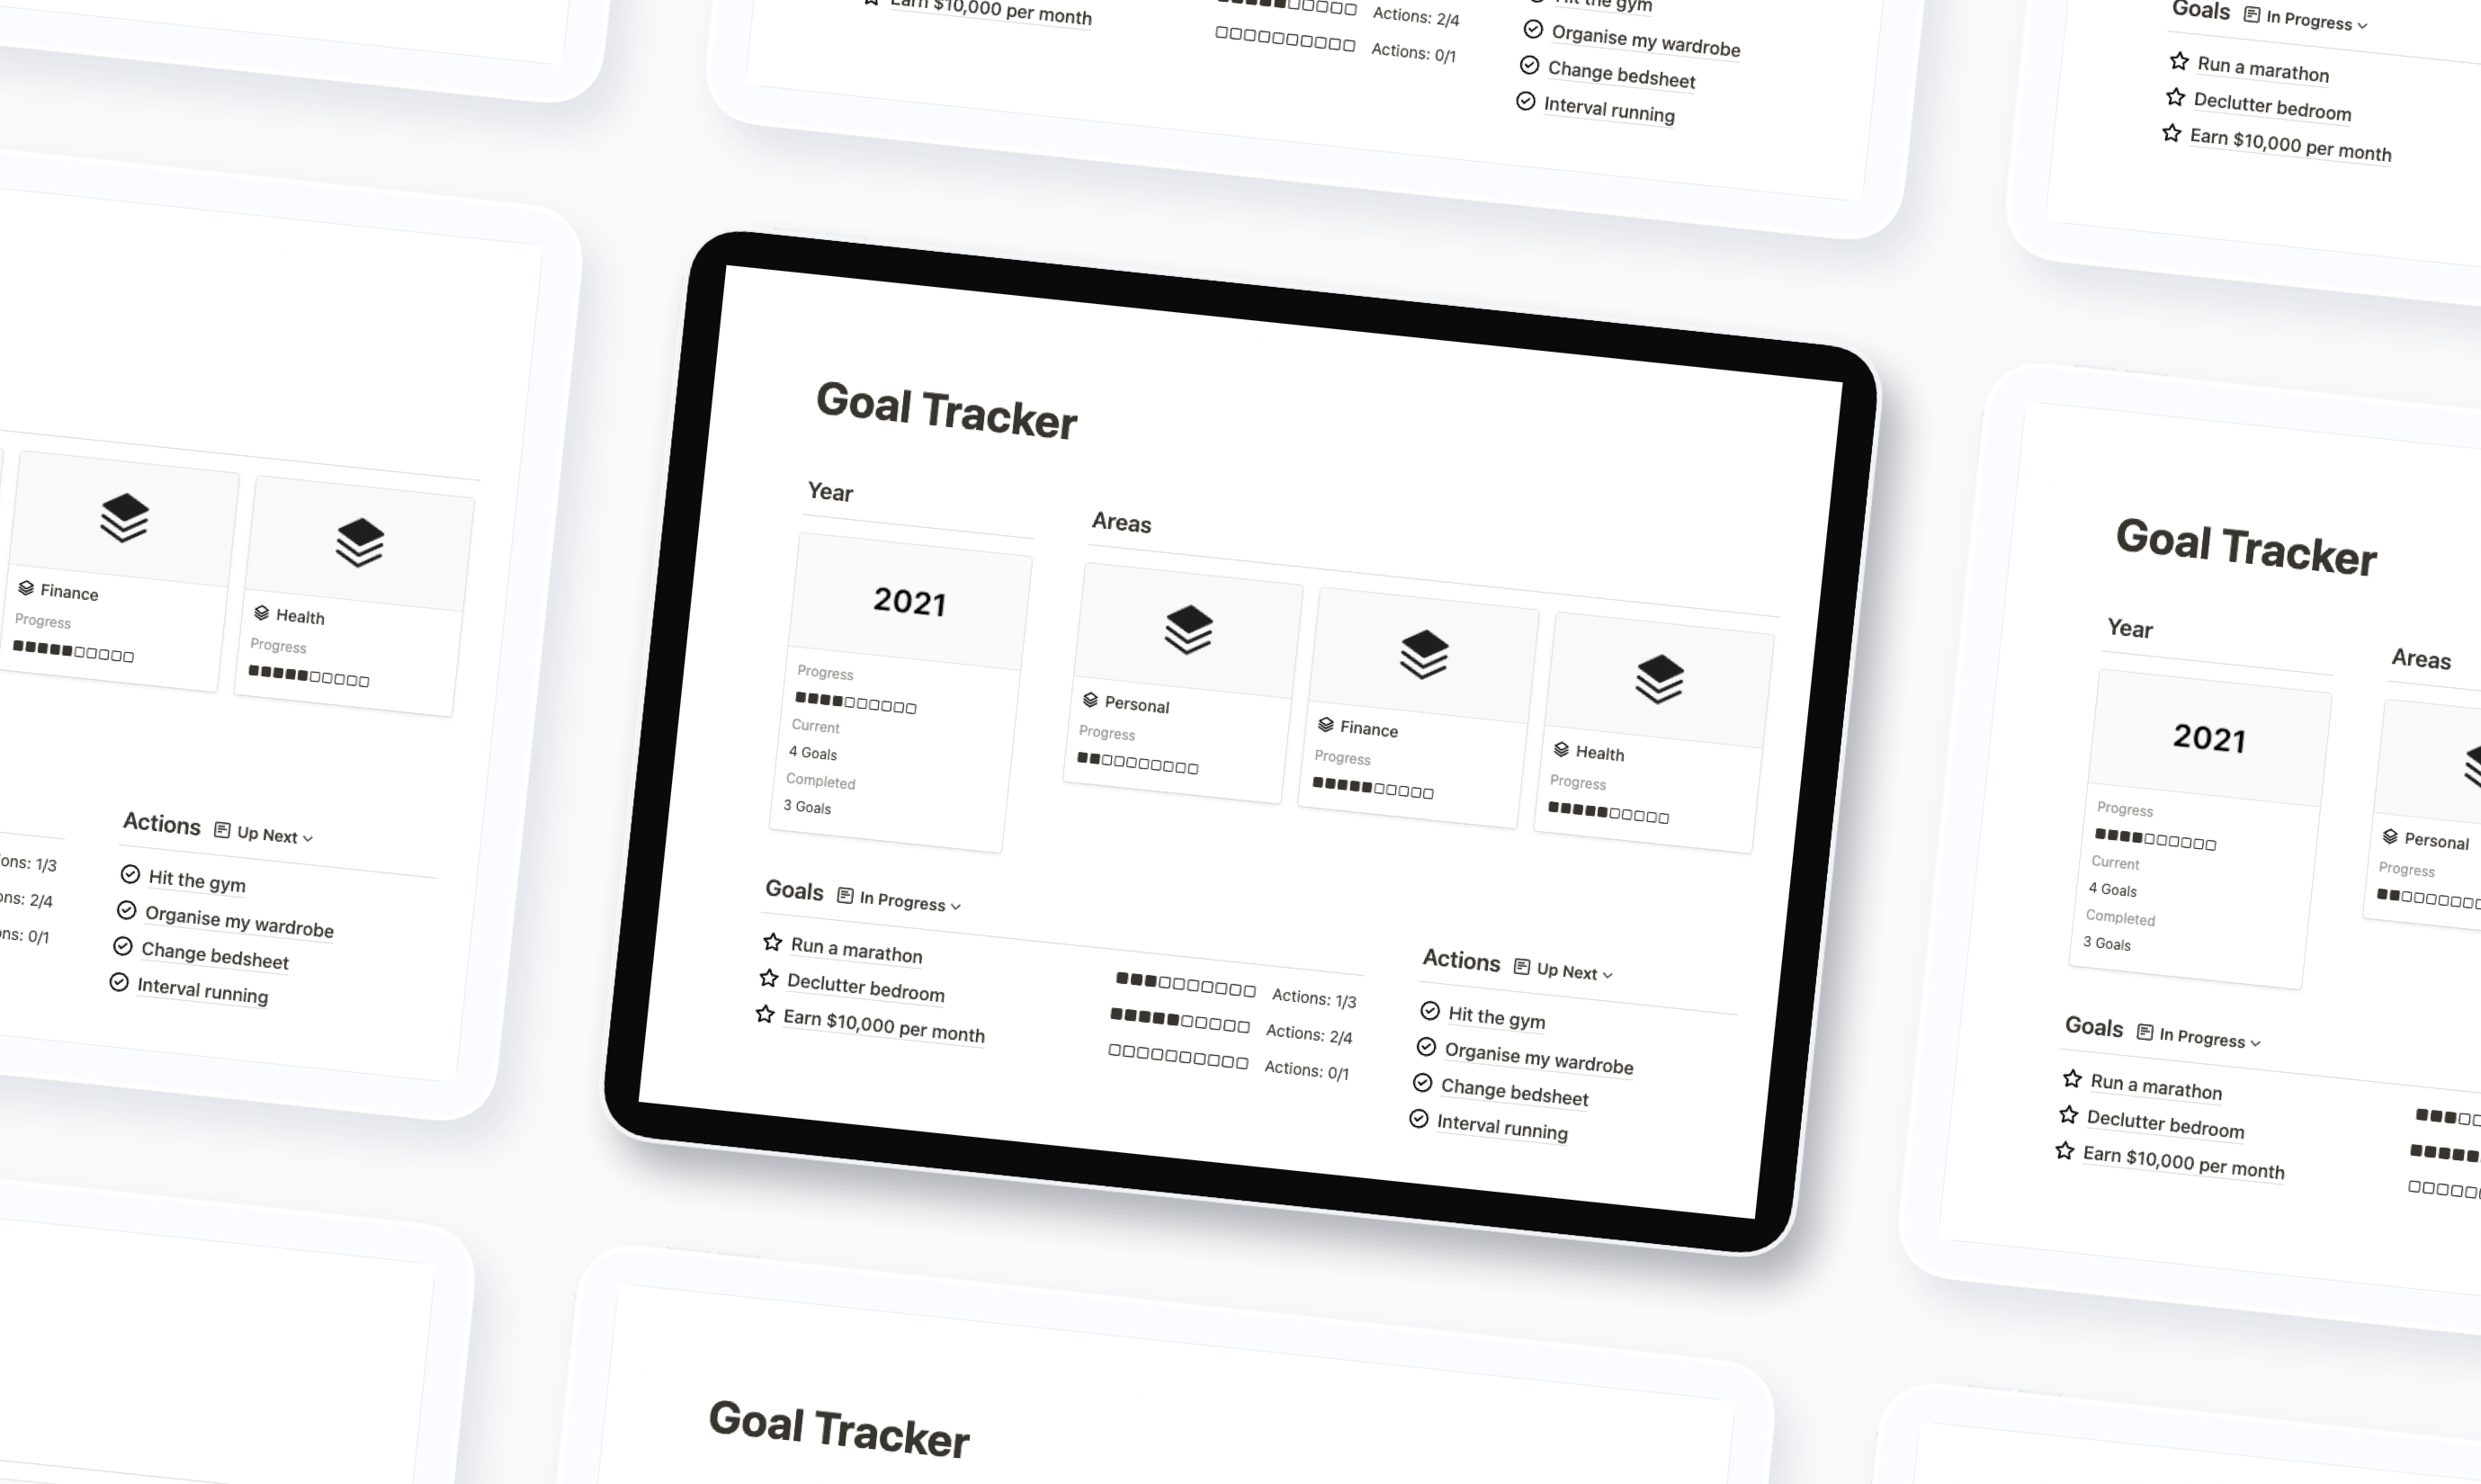 Earn $10,000 per month
Actions: 2/4
Actions: 0/1
Hit the gym
Organise my wardrobe
Change bedsheet
Interval running
Goals In Progress
Run a marathon
Declutter bedroom
Earn $10,000 per month
Finance
Progress
■■■■■□□□□□
Health
Progress
■■■■■□□□□□
Actions Up Next
ons: 1/3
ons: 2/4
ns: 0/1
Hit the gym
Organise my wardrobe
Change bedsheet
Interval running
Goal Tracker
Year
2021
Progress
■■■■□□□□□□
Current
4 Goals
Completed
3 Goals
Areas
Personal
Progress
■■□□□□□□□□
Finance
Progress
■■■■■□□□□□
Health
Progress
■■■■■□□□□□
Goals In Progress
Run a marathon ■■■□□□□□□□ Actions: 1/3
Declutter bedroom ■■■■■□□□□□ Actions: 2/4
Earn $10,000 per month □□□□□□□□□□ Actions: 0/1
Actions Up Next
Hit the gym
Organise my wardrobe
Change bedsheet
Interval running
Goal Tracker
Year
2021
Progress
■■■■□□□□□□
Current
4 Goals
Completed
3 Goals
Areas
Personal
Progress
Goals In Progress
Run a marathon
Declutter bedroom
Earn $10,000 per month
Goal Tracker